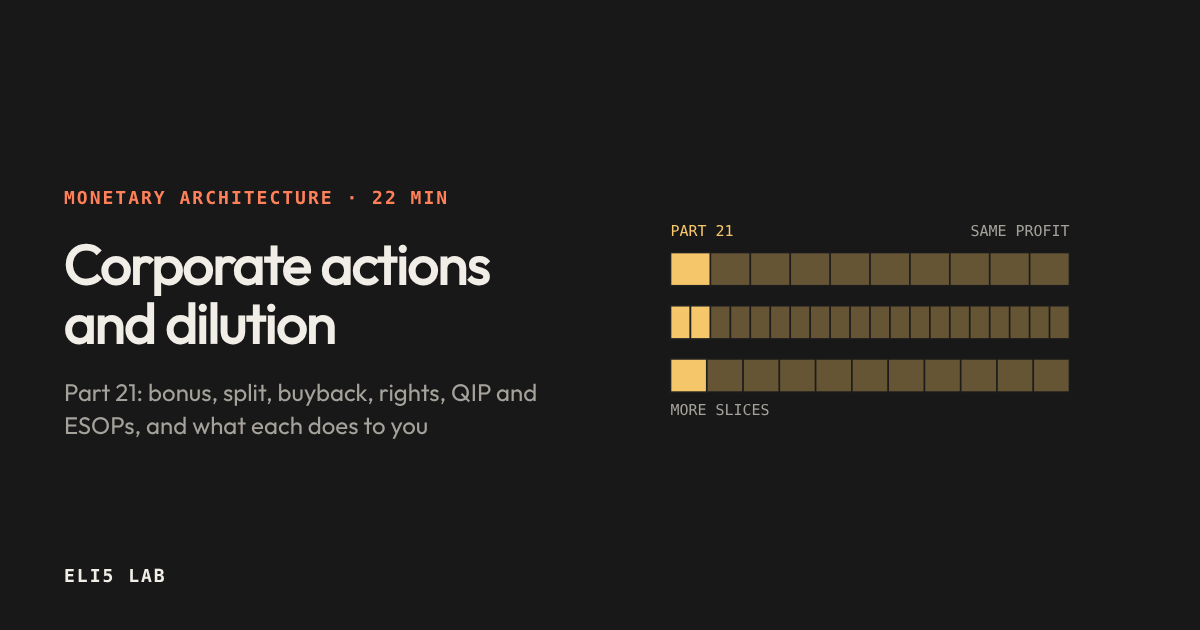 MONETARY ARCHITECTURE · 22 MIN
Corporate actions
and dilution
Part 21: bonus, split, buyback, rights, QIP and
ESOPs, and what each does to you
PART 21
SAME PROFIT
MORE SLICES
ELI5 LAB